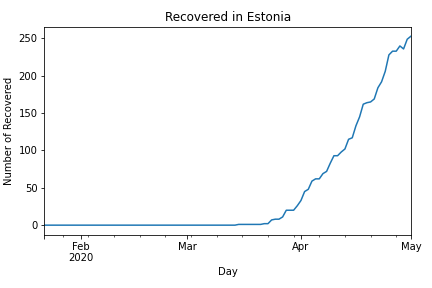 Recovered in Estonia
Number of Recovered
250
200
150
100
50
0
Feb
2020
Mar
Apr
May
Day